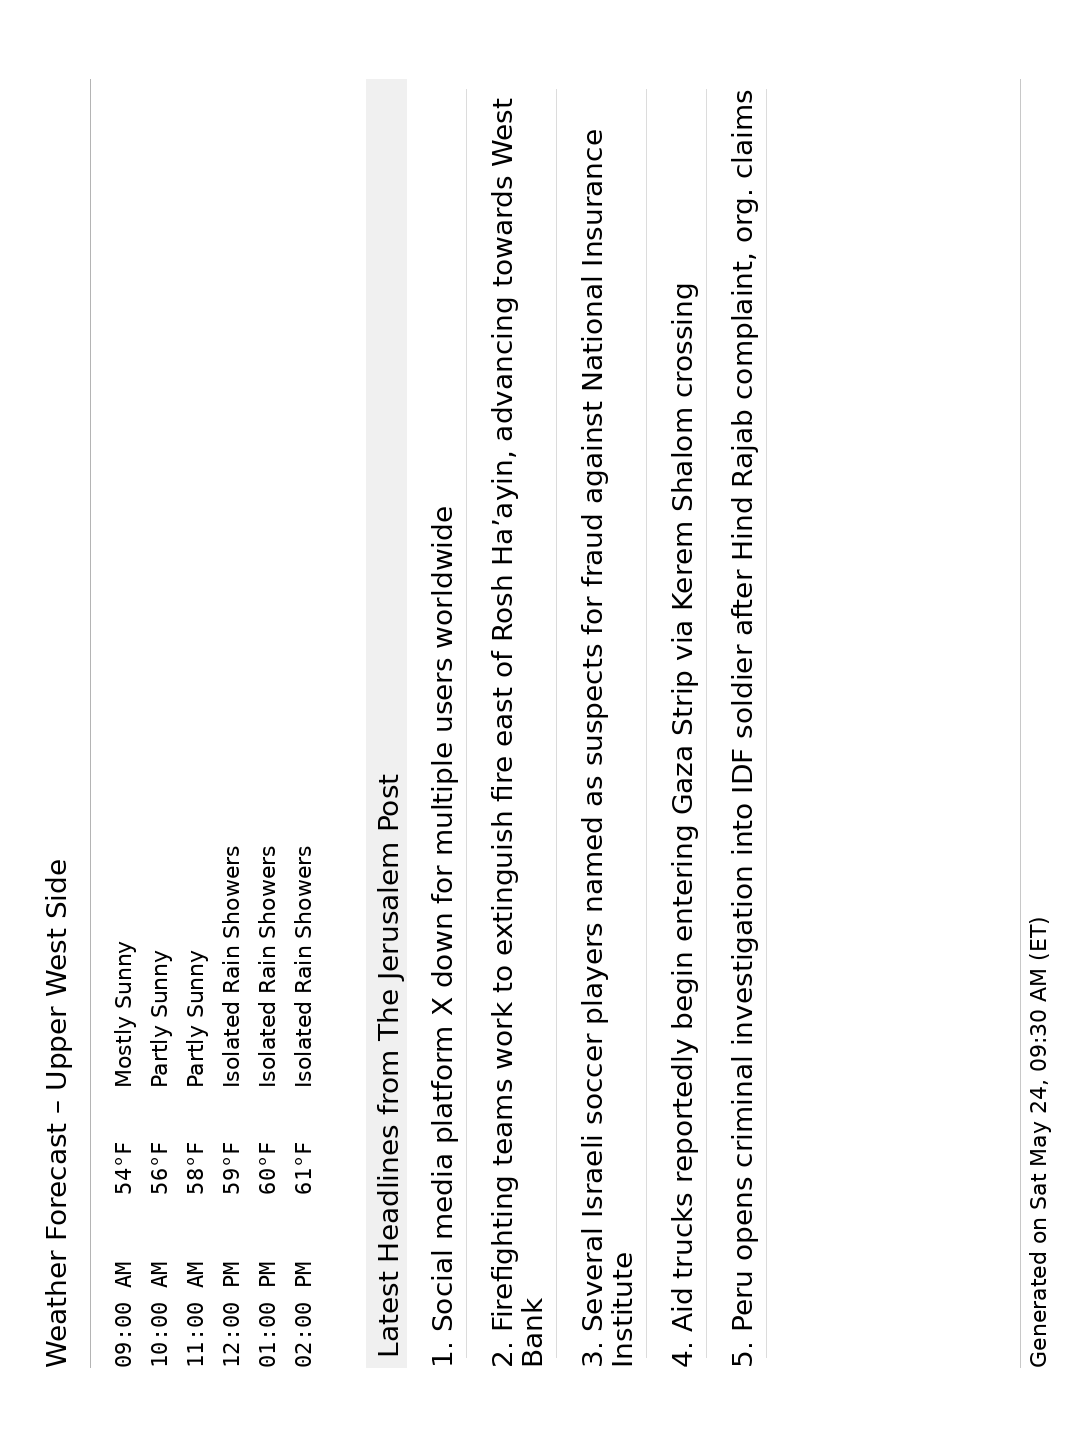 Weather Forecast – Upper West Side
09:00 AM 54°F Mostly Sunny
10:00 AM 56°F Partly Sunny
11:00 AM 58°F Partly Sunny
12:00 PM 59°F Isolated Rain Showers
01:00 PM 60°F Isolated Rain Showers
02:00 PM 61°F Isolated Rain Showers
Latest Headlines from The Jerusalem Post
1. Social media platform X down for multiple users worldwide
2. Firefighting teams work to extinguish fire east of Rosh Ha’ayin, advancing towards West
Bank
3. Several Israeli soccer players named as suspects for fraud against National Insurance
Institute
4. Aid trucks reportedly begin entering Gaza Strip via Kerem Shalom crossing
5. Peru opens criminal investigation into IDF soldier after Hind Rajab complaint, org. claims
Generated on Sat May 24, 09:30 AM (ET)